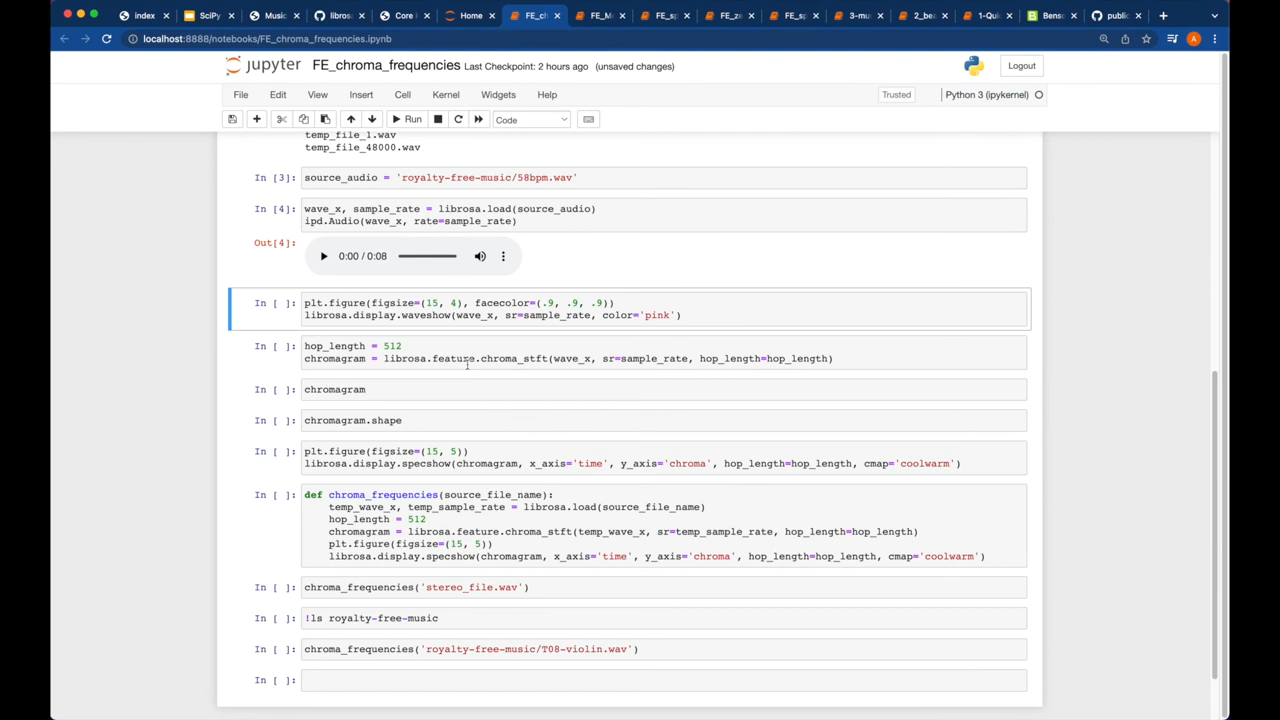 index
SciPy
Music
libros
Core I
Home
FE_ch
FE_M
FE_sp
FE_ze
FE_sp
3-mu
2_bea
1-Quic
Benso
public
localhost:8888/notebooks/FE_chroma_frequencies.ipynb
A
jupyter FE_chroma_frequencies Last Checkpoint: 2 hours ago (unsaved changes)
Logout
File Edit View Insert Cell Kernel Widgets Help
Trusted
Python 3 (ipykernel)
Run
Code
temp_file_1.wav
temp_file_48000.wav
In [3]: source_audio = 'royalty-free-music/58bpm.wav'
In [4]: wave_x, sample_rate = librosa.load(source_audio)
ipd.Audio(wave_x, rate=sample_rate)
Out[4]:
0:00 / 0:08
In [ ]: plt.figure(figsize=(15, 4), facecolor=(.9, .9, .9))
librosa.display.waveshow(wave_x, sr=sample_rate, color='pink')
In [ ]: hop_length = 512
chromagram = librosa.feature.chroma_stft(wave_x, sr=sample_rate, hop_length=hop_length)
In [ ]: chromagram
In [ ]: chromagram.shape
In [ ]: plt.figure(figsize=(15, 5))
librosa.display.specshow(chromagram, x_axis='time', y_axis='chroma', hop_length=hop_length, cmap='coolwarm')
In [ ]: def chroma_frequencies(source_file_name):
temp_wave_x, temp_sample_rate = librosa.load(source_file_name)
hop_length = 512
chromagram = librosa.feature.chroma_stft(temp_wave_x, sr=temp_sample_rate, hop_length=hop_length)
plt.figure(figsize=(15, 5))
librosa.display.specshow(chromagram, x_axis='time', y_axis='chroma', hop_length=hop_length, cmap='coolwarm')
In [ ]: chroma_frequencies('stereo_file.wav')
In [ ]: !ls royalty-free-music
In [ ]: chroma_frequencies('royalty-free-music/T08-violin.wav')
In [ ]: